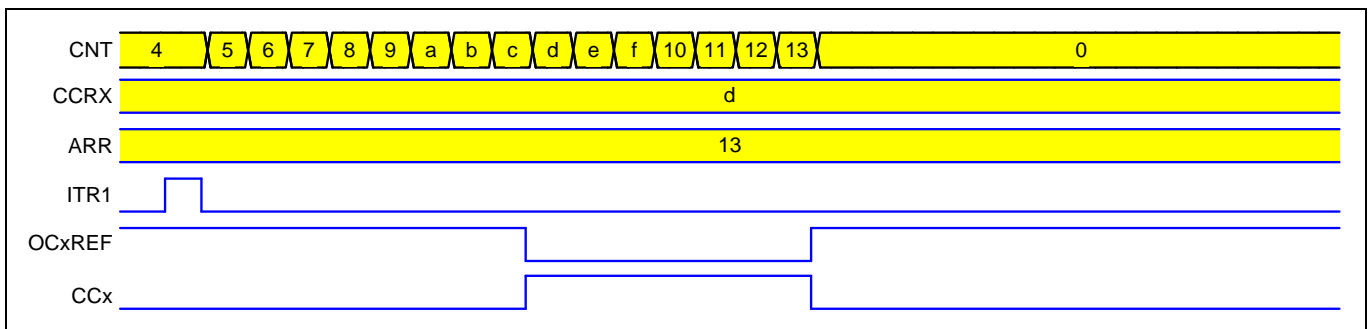 CNT 4 5 6 7 8 9 a b c d e f 10 11 12 13 0
CCRX d
ARR 13
ITR1
OCxREF
CCx